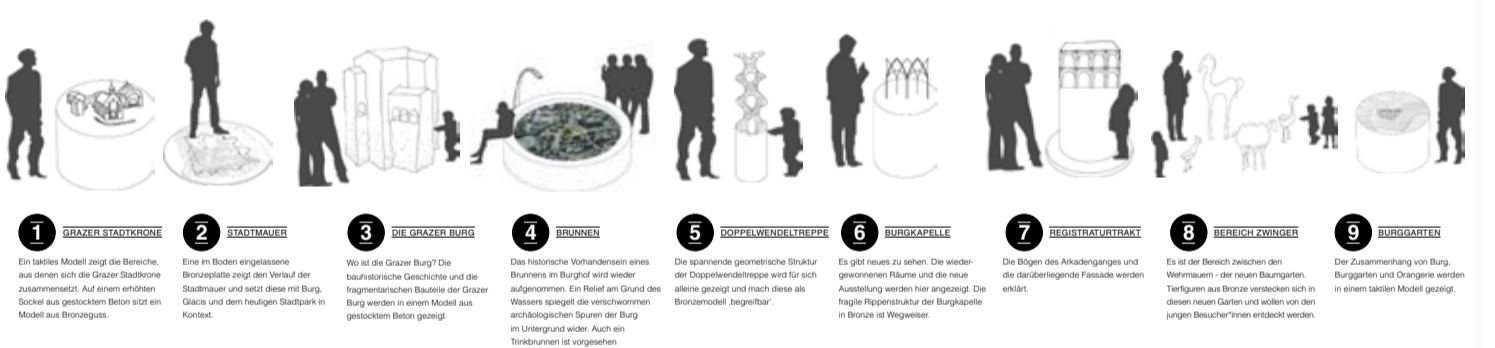 1 GRAZER STADTKRONE
Ein taktiles Modell zeigt die Bereiche,
aus denen sich die Grazer Stadtkrone
zusammensetzt. Auf einem erhöhten
Sockel aus gestocktem Beton sitzt ein
Modell aus Bronzeguss.
2 STADTMAUER
Eine im Boden eingelassene
Bronzeplatte zeigt den Verlauf der
Stadtmauer und setzt diese mit Burg,
Glacis und dem heutigen Stadtpark in
Kontext.
3 DIE GRAZER BURG
Wo ist die Grazer Burg? Die
bauhistorische Geschichte und die
fragmentarischen Bauteile der Grazer
Burg werden in einem Modell aus
gestocktem Beton gezeigt.
4 BRUNNEN
Das historische Vorhandensein eines
Brunnens im Burghof wird wieder
aufgenommen. Ein Relief am Grund des
Wassers spiegelt die verschwommen
archäologischen Spuren der Burg
im Untergrund wider. Auch ein
Trinkbrunnen ist vorgesehen
5 DOPPELWENDELTREPPE
Die spannende geometrische Struktur
der Doppelwendeltreppe wird für sich
alleine gezeigt und mach diese als
Bronzemodell ‚begreifbar'.
6 BURGKAPELLE
Es gibt neues zu sehen. Die wieder-
gewonnenen Räume und die neue
Ausstellung werden hier angezeigt. Die
fragile Rippenstruktur der Burgkapelle
in Bronze ist Wegweiser.
7 REGISTRATURTRAKT
Die Bögen des Arkadenganges und
die darüberliegende Fassade werden
erklärt.
8 BEREICH ZWINGER
Es ist der Bereich zwischen den
Wehrmauern - der neuen Baumgarten.
Tierfiguren aus Bronze verstecken sich in
diesen neuen Garten und wollen von den
jungen Besucher*innen entdeckt werden.
9 BURGGARTEN
Der Zusammenhang von Burg,
Burggarten und Orangerie werden
in einem taktilen Modell gezeigt.